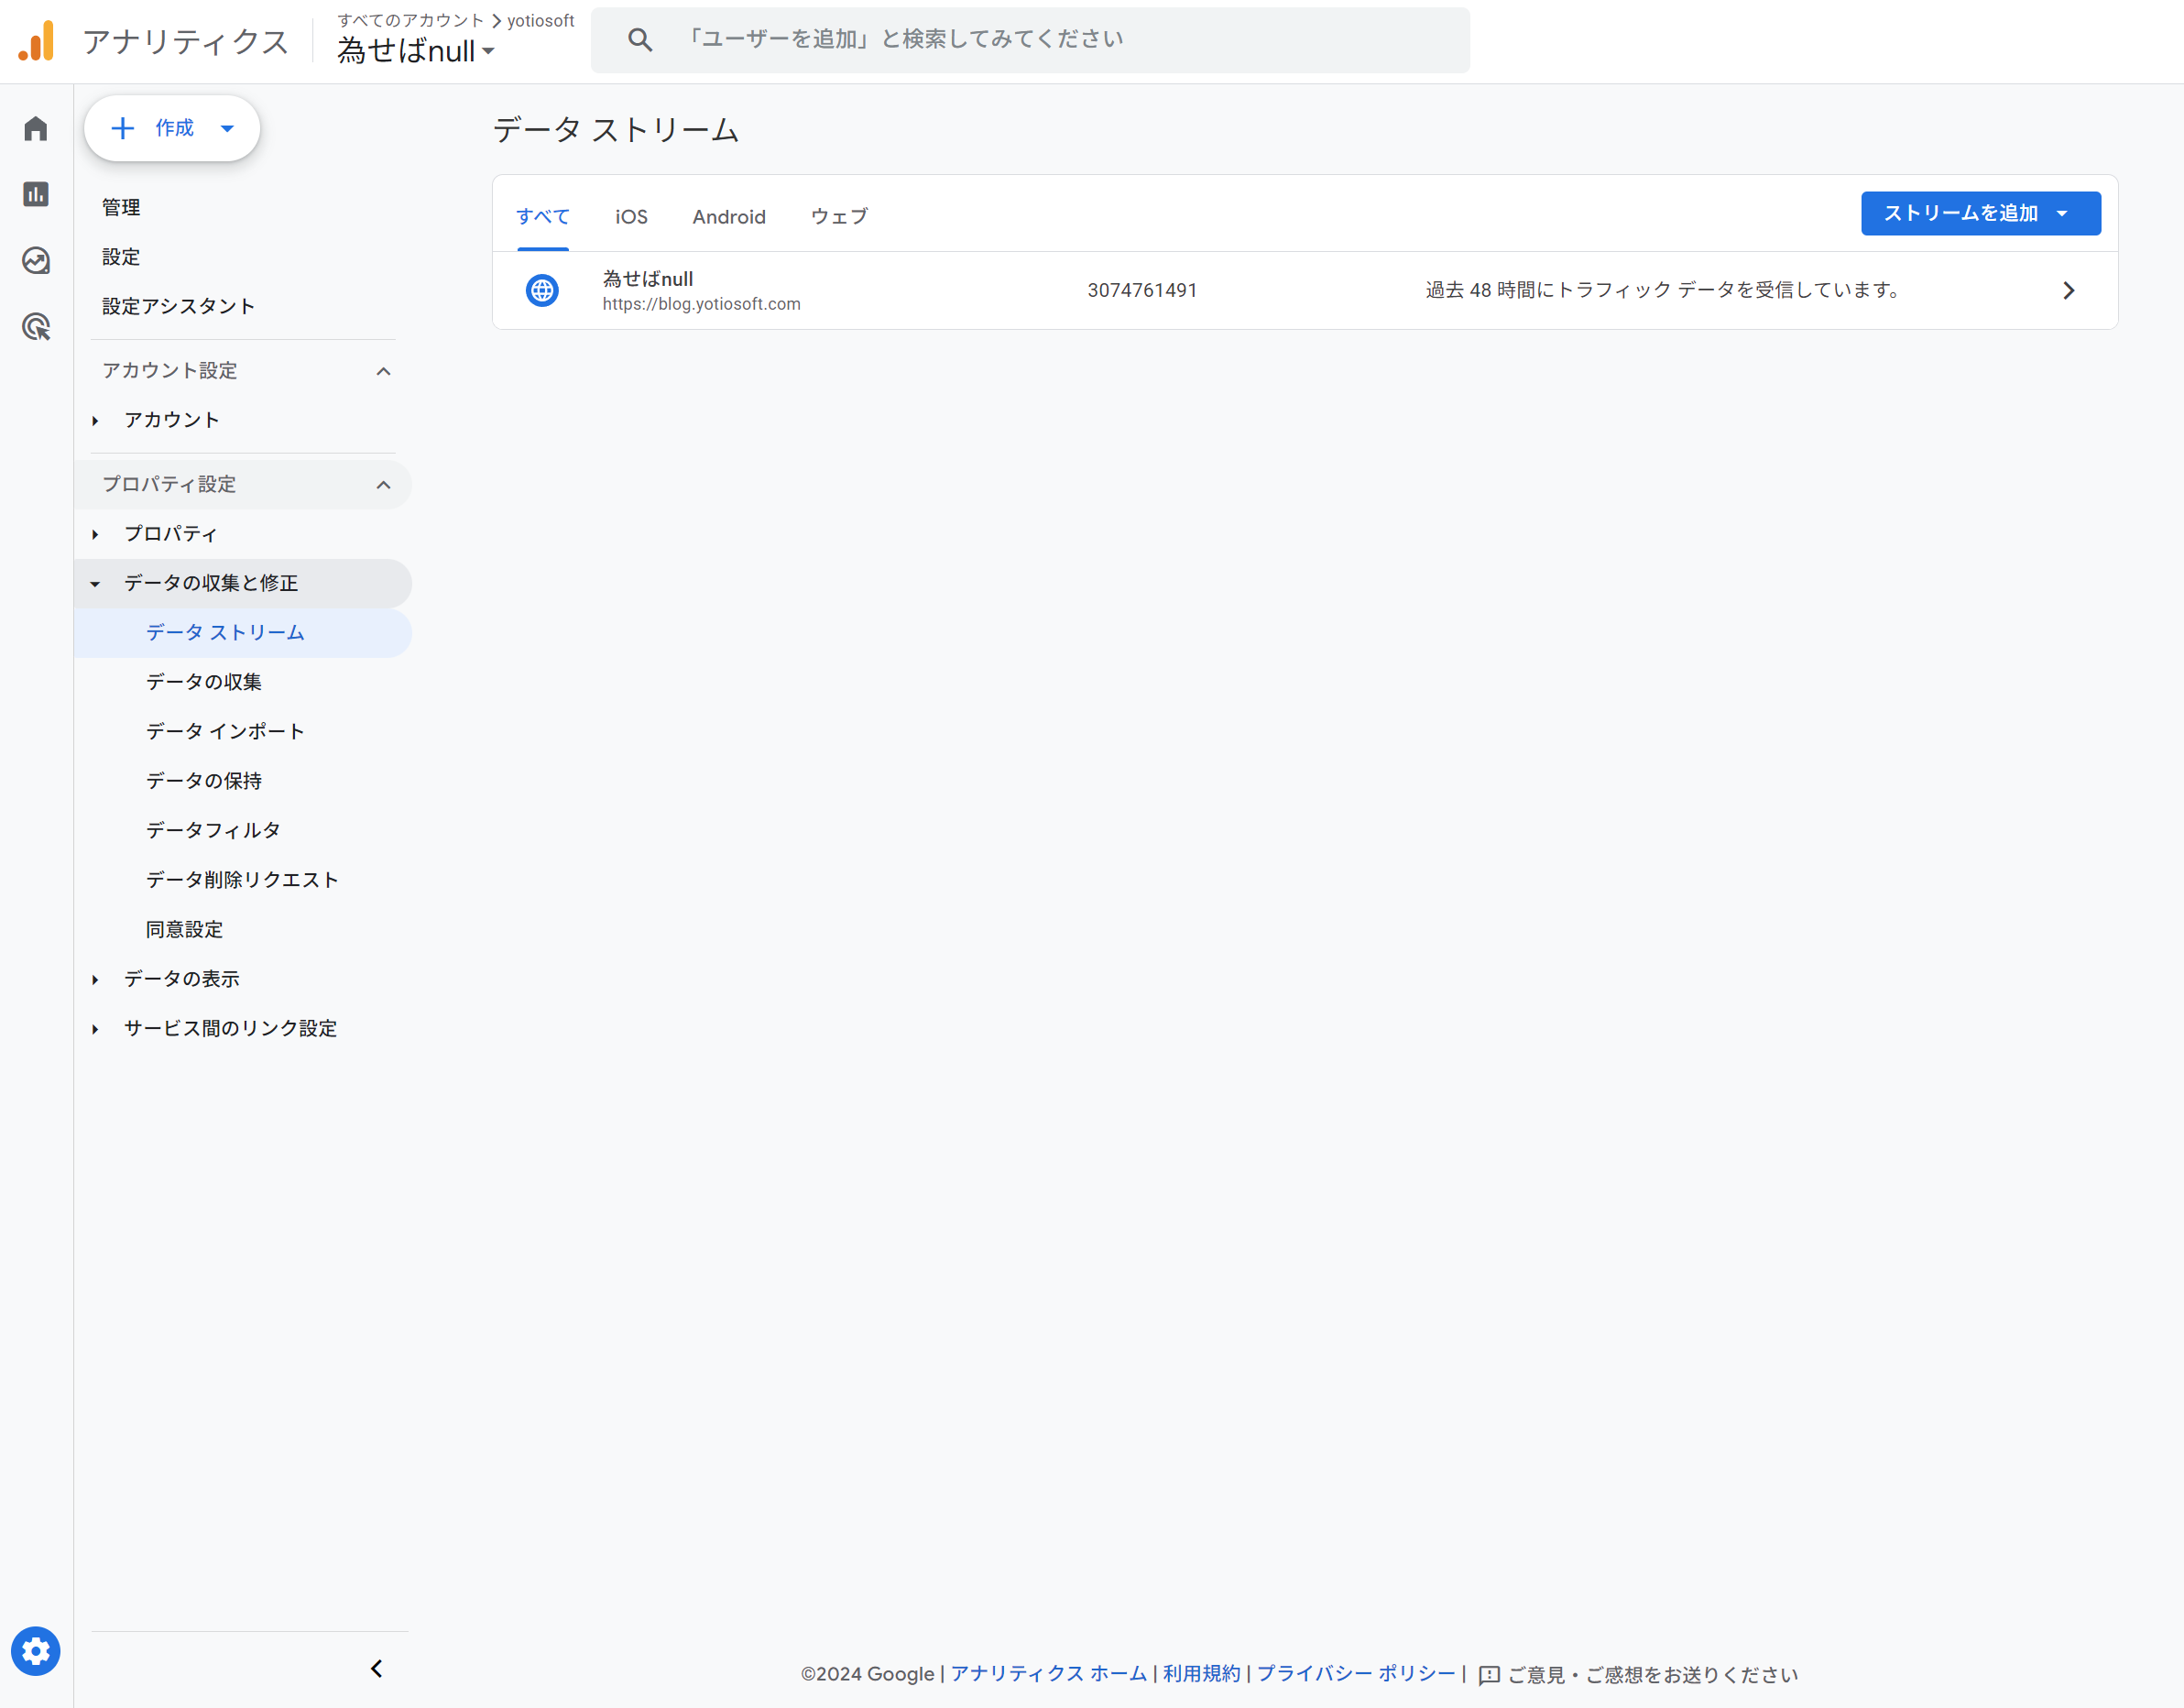 アナリティクス
すべてのアカウント > yotiosoft
為せばnull
「ユーザーを追加」と検索してみてください
作成
管理
設定
設定アシスタント
アカウント設定
アカウント
プロパティ設定
プロパティ
データの収集と修正
データ ストリーム
データの収集
データ インポート
データの保持
データフィルタ
データ削除リクエスト
同意設定
データの表示
サービス間のリンク設定
データ ストリーム
すべて iOS Android ウェブ
ストリームを追加
為せばnull
https://blog.yotiosoft.com
3074761491
過去 48 時間にトラフィック データを受信しています。
©2024 Google | アナリティクス ホーム | 利用規約 | プライバシー ポリシー | ご意見・ご感想をお送りください